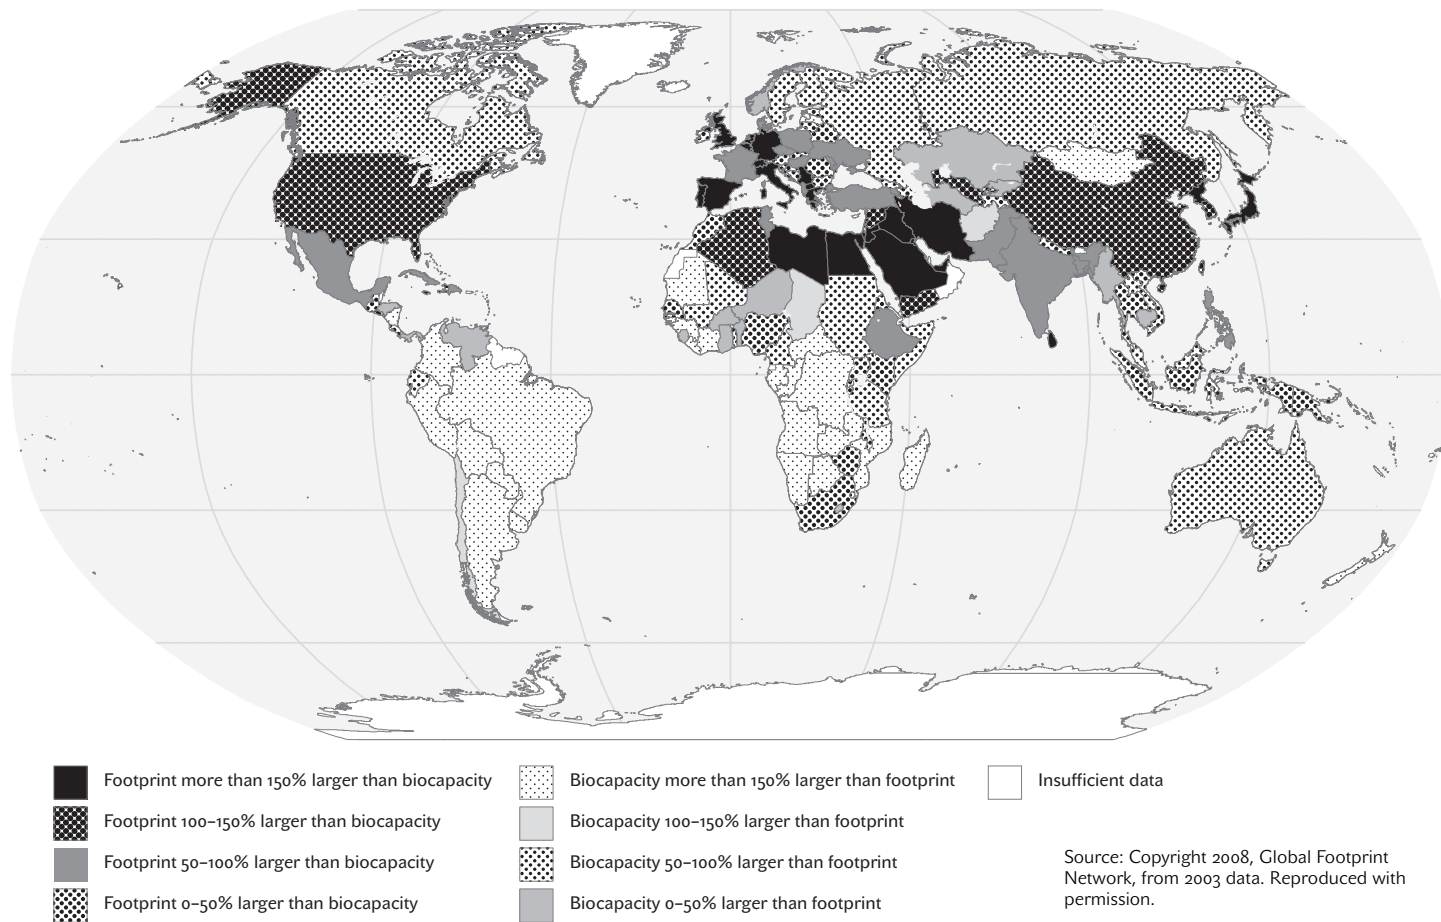 Footprint more than 150% larger than biocapacity
Footprint 100–150% larger than biocapacity
Footprint 50–100% larger than biocapacity
Footprint 0–50% larger than biocapacity
Biocapacity more than 150% larger than footprint
Biocapacity 100–150% larger than footprint
Biocapacity 50–100% larger than footprint
Biocapacity 0–50% larger than footprint
Insufficient data
Source: Copyright 2008, Global Footprint
Network, from 2003 data. Reproduced with
permission.